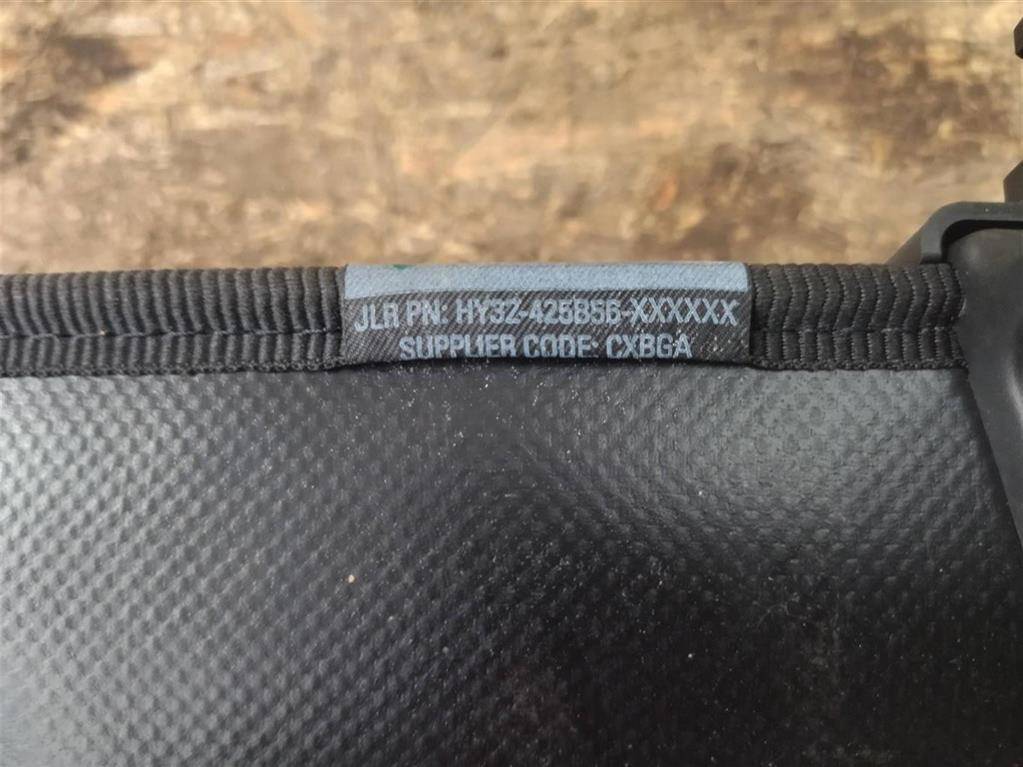 JLR PN: HY32-425B56-XXXXXX
SUPPLIER CODE: CXBGA